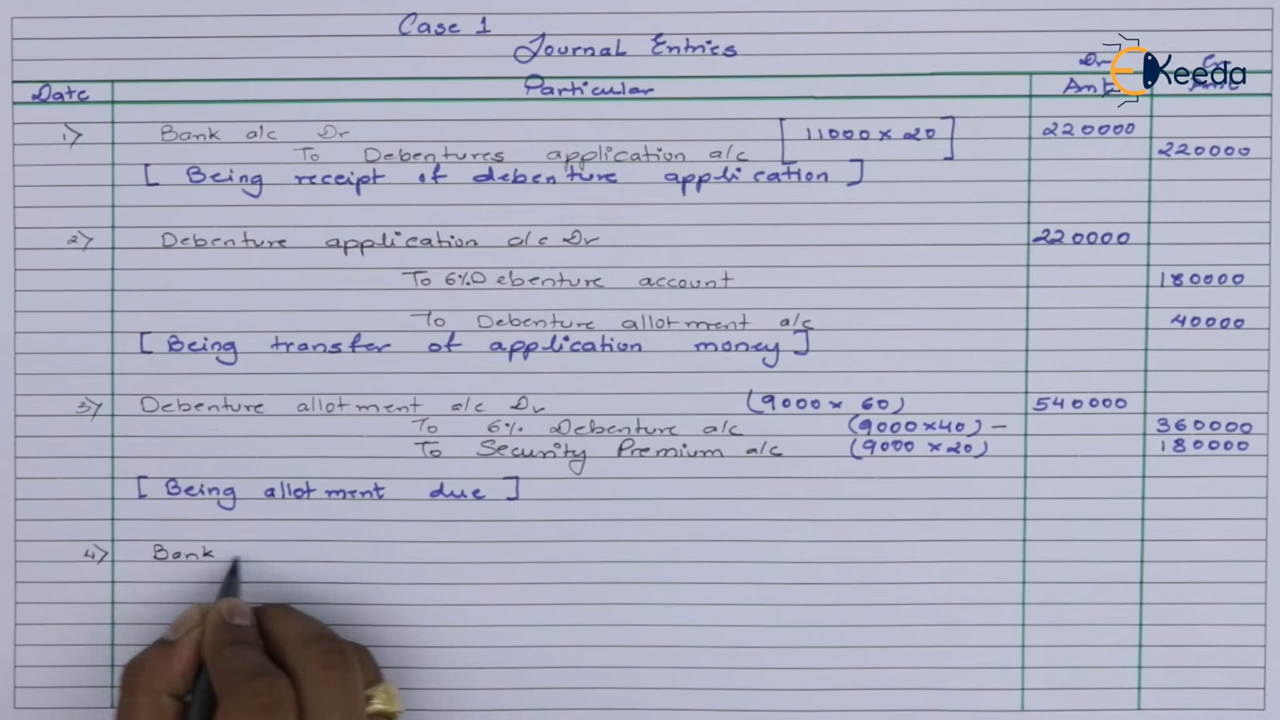 Case 1
Journal Entries
Dr
Keeda
Date Particular Amt
1) Bank a/c Dr [11000 × 20] 220000
To Debentures application a/c 220000
[Being receipt of debenture application]
2) Debenture application a/c Dr 220000
To 6% Debenture account 180000
To Debenture allotment a/c 40000
[Being transfer of application money]
3) Debenture allotment a/c Dr (9000 × 60) 540000
To 6% Debenture a/c (9000×40) - 360000
To Security Premium a/c (9000 ×20) 180000
[Being allotment due]
4) Bank